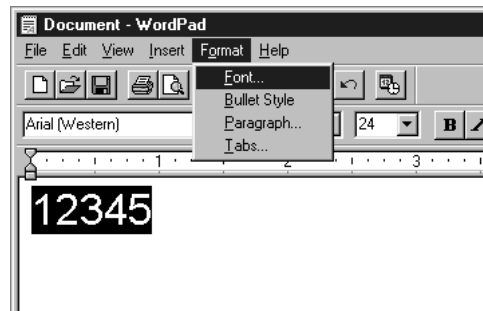 Document - WordPad
File Edit View Insert Format Help
Font...
Bullet Style
Paragraph...
Tabs...
Arial (Western) 24 B
1 2 3
12345